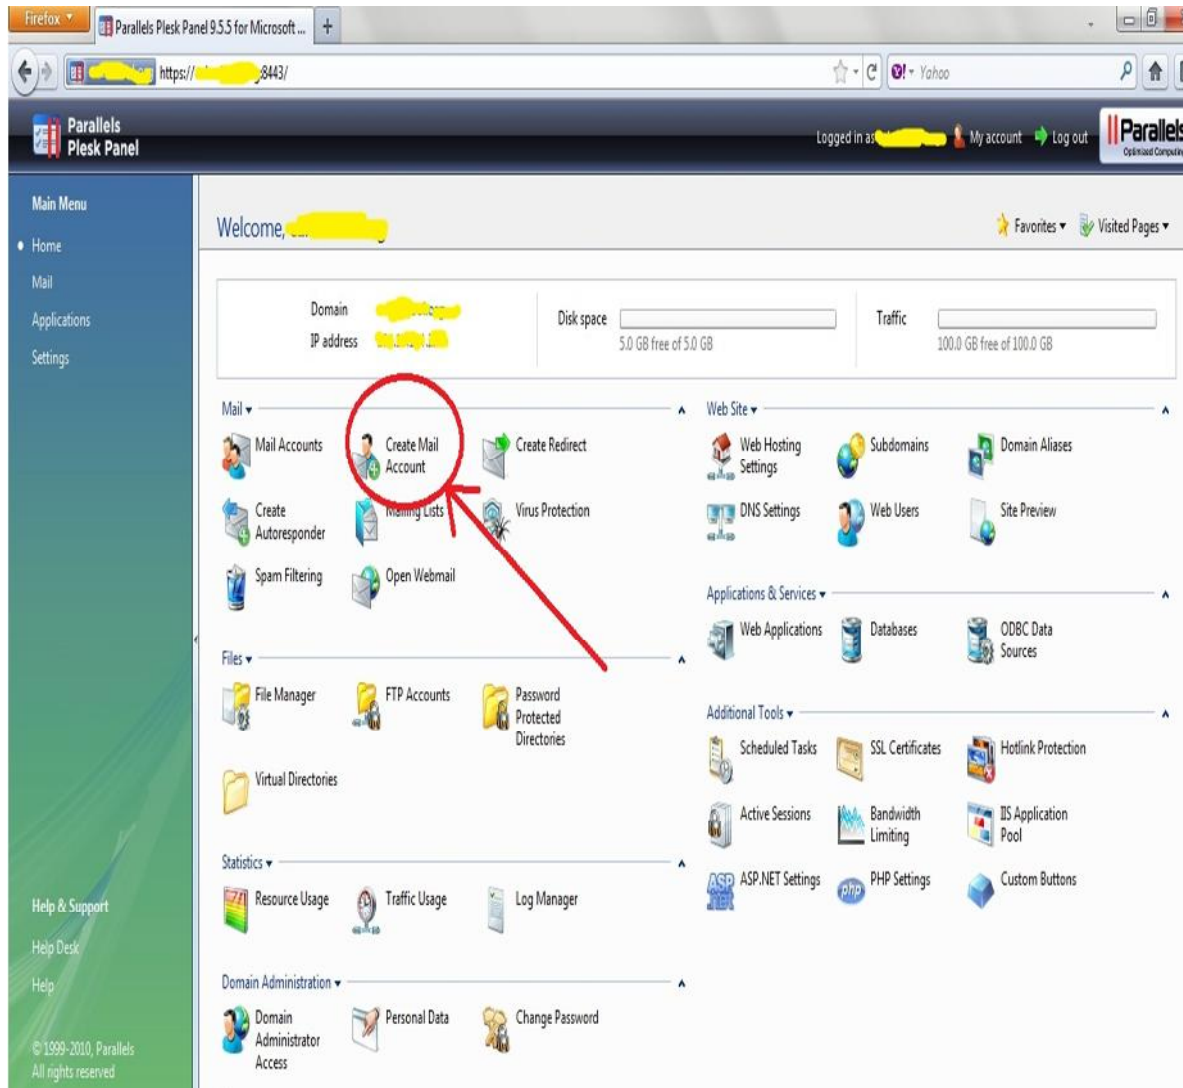 Firefox
Parallels Plesk Panel 9.5.5 for Microsoft ...
https://
:8443/
Yahoo
Parallels
Plesk Panel
Logged in as
My account
Log out
Parallels
Optimized Computing
Main Menu
Home
Mail
Applications
Settings
Welcome,
Favorites
Visited Pages
Domain
IP address
Disk space
5.0 GB free of 5.0 GB
Traffic
100.0 GB free of 100.0 GB
Mail
Mail Accounts
Create Mail
Account
Create Redirect
Create
Autoresponder
Mailing Lists
Virus Protection
Spam Filtering
Open Webmail
Files
File Manager
FTP Accounts
Password
Protected
Directories
Virtual Directories
Statistics
Resource Usage
Traffic Usage
Log Manager
Domain Administration
Domain
Administrator
Access
Personal Data
Change Password
Web Site
Web Hosting
Settings
Subdomains
Domain Aliases
DNS Settings
Web Users
Site Preview
Applications & Services
Web Applications
Databases
ODBC Data
Sources
Additional Tools
Scheduled Tasks
SSL Certificates
Hotlink Protection
Active Sessions
Bandwidth
Limiting
IIS Application
Pool
ASP
.NET
ASP.NET Settings
php
PHP Settings
Custom Buttons
Help & Support
Help Desk
Help
© 1999-2010, Parallels
All rights reserved